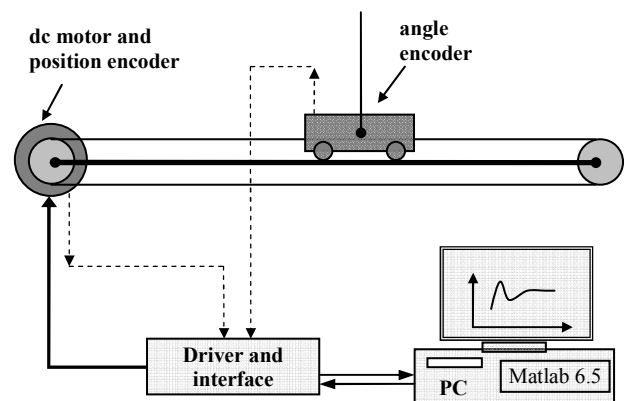 dc motor and
position encoder
angle
encoder
Driver and
interface
PC
Matlab 6.5